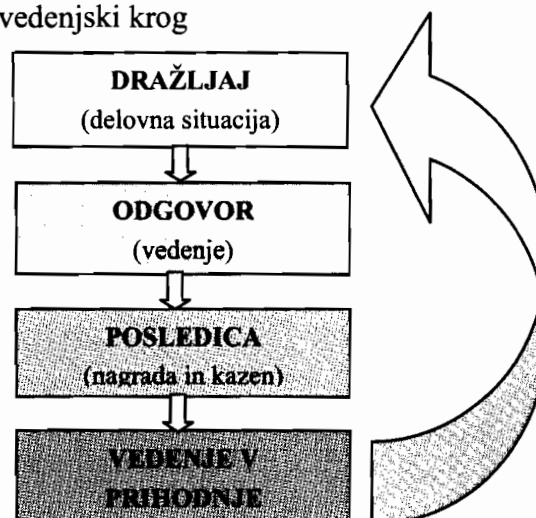 vedenjski krog
DRAŽLJAJ
(delovna situacija)
ODGOVOR
(vedenje)
POSLEDICA
(nagrada in kazen)
VEDENJE V
PRIHODNJE